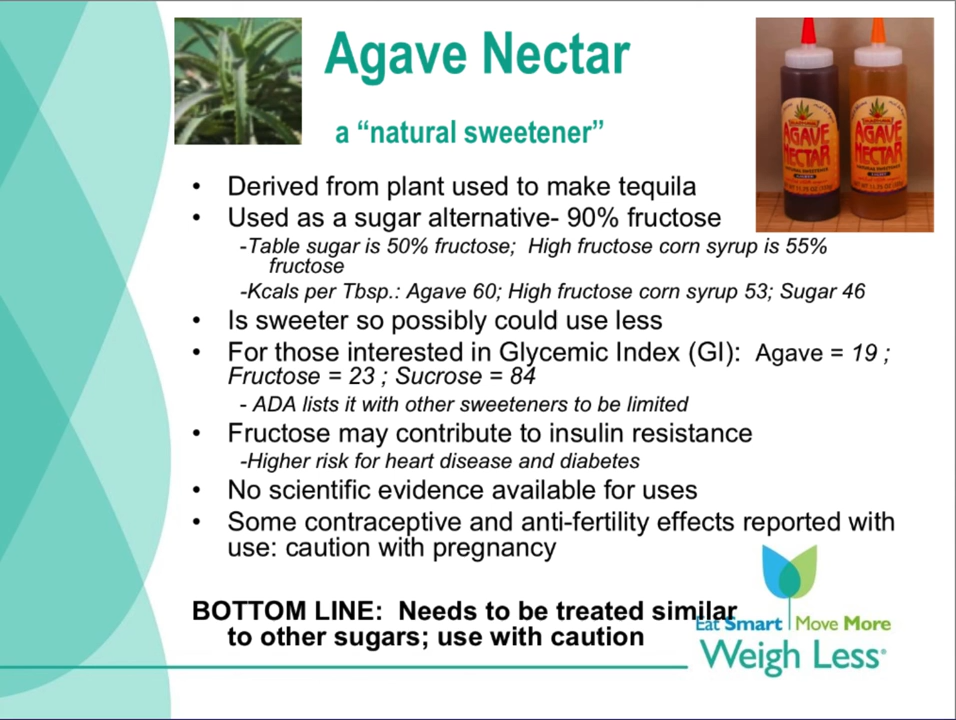 Agave Nectar
a “natural sweetener”
• Derived from plant used to make tequila
• Used as a sugar alternative- 90% fructose
-Table sugar is 50% fructose; High fructose corn syrup is 55%
fructose
-Kcals per Tbsp.: Agave 60; High fructose corn syrup 53; Sugar 46
• Is sweeter so possibly could use less
• For those interested in Glycemic Index (GI): Agave = 19 ;
Fructose = 23 ; Sucrose = 84
- ADA lists it with other sweeteners to be limited
• Fructose may contribute to insulin resistance
-Higher risk for heart disease and diabetes
• No scientific evidence available for uses
• Some contraceptive and anti-fertility effects reported with
use: caution with pregnancy
BOTTOM LINE: Needs to be treated similar
to other sugars; use with caution
AGAVE
NECTAR
AGAVE
NECTAR
Eat Smart Move More
Weigh Less®